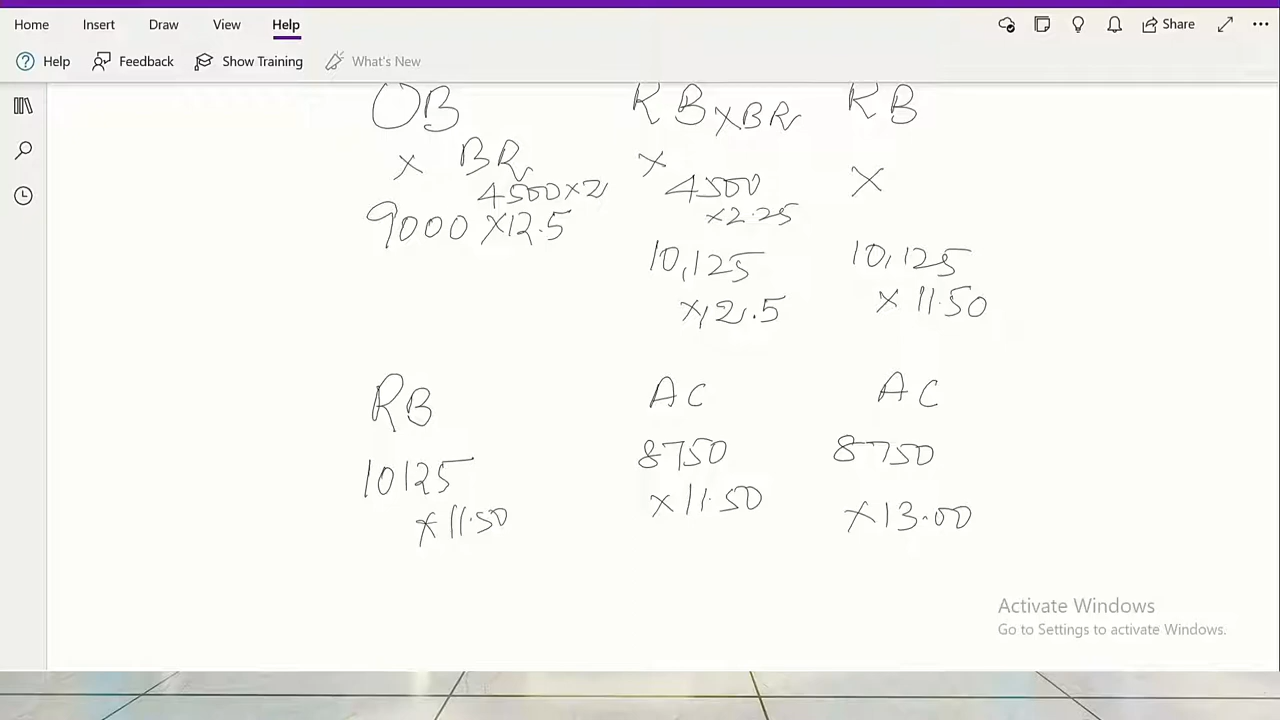 Home Insert Draw View Help Share
Help Feedback Show Training What's New
OB RB×BR RB
× BR × ×
4500×2 4500
9000 ×12.5 ×2.25
10,125 10,125
×12.5 × 11.50
RB AC AC
10125 8750 8750
× 11.50 × 11.50 ×13.00
Activate Windows
Go to Settings to activate Windows.